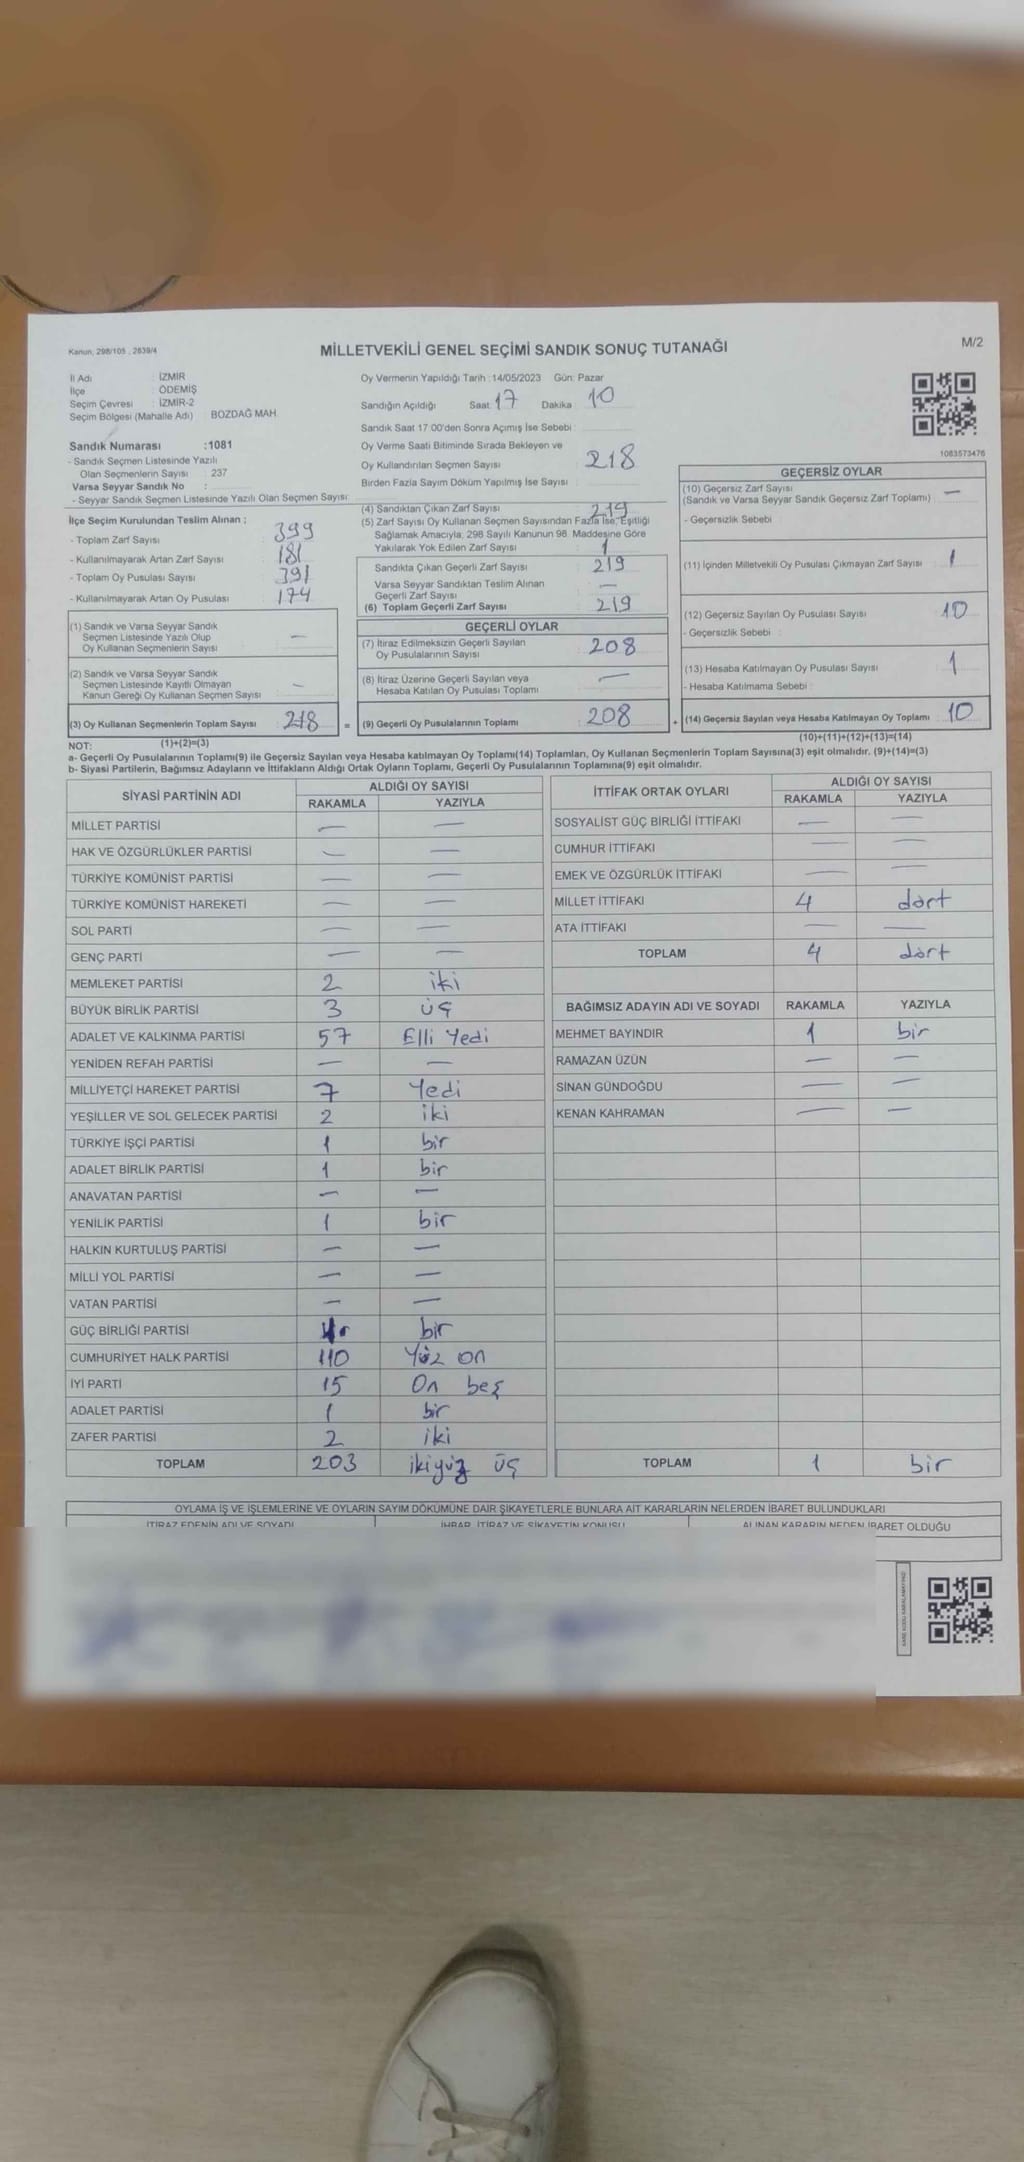 Kanun, 298/105 , 2839/4
MİLLETVEKİLİ GENEL SEÇİMİ SANDIK SONUÇ TUTANAĞI
M/2
İl Adı : İZMİR
İlçe : ÖDEMİŞ
Seçim Çevresi : İZMİR-2
Seçim Bölgesi (Mahalle Adı) : BOZDAĞ MAH.
Sandık Numarası :1081
- Sandık Seçmen Listesinde Yazılı
Olan Seçmenlerin Sayısı : 237
Varsa Seyyar Sandık No :
- Seyyar Sandık Seçmen Listesinde Yazılı Olan Seçmen Sayısı:
Oy Vermenin Yapıldığı Tarih : 14/05/2023 Gün: Pazar
Sandığın Açıldığı Saat 17 Dakika 10
Sandık Saat 17:00'den Sonra Açımış İse Sebebi :
Oy Verme Saati Bitiminde Sırada Bekleyen ve
Oy Kullandırılan Seçmen Sayısı : 218
Birden Fazla Sayım Döküm Yapılmış İse Sayısı :
1083573476
İlçe Seçim Kurulundan Teslim Alınan ;
- Toplam Zarf Sayısı : 399
- Kullanılmayarak Artan Zarf Sayısı : 181
- Toplam Oy Pusulası Sayısı : 391
- Kullanılmayarak Artan Oy Pusulası : 174
(1) Sandık ve Varsa Seyyar Sandık
Seçmen Listesinde Yazılı Olup
Oy Kullanan Seçmenlerin Sayısı : —
(2) Sandık ve Varsa Seyyar Sandık
Seçmen Listesinde Kayıtlı Olmayan
Kanun Gereği Oy Kullanan Seçmen Sayısı : —
(3) Oy Kullanan Seçmenlerin Toplam Sayısı : 218 =
(1)+(2)=(3)
(4) Sandıktan Çıkan Zarf Sayısı : 219
(5) Zarf Sayısı Oy Kullanan Seçmen Sayısından Fazla İse, Eşitliği
Sağlamak Amacıyla, 298 Sayılı Kanunun 98. Maddesine Göre
Yakılarak Yok Edilen Zarf Sayısı : 1
Sandıkta Çıkan Geçerli Zarf Sayısı : 219
Varsa Seyyar Sandıktan Teslim Alınan
Geçerli Zarf Sayısı : —
(6) Toplam Geçerli Zarf Sayısı : 219
GEÇERLİ OYLAR
(7) İtiraz Edilmeksizin Geçerli Sayılan
Oy Pusulalarının Sayısı : 208
(8) İtiraz Üzerine Geçerli Sayılan veya
Hesaba Katılan Oy Pusulası Toplamı : —
(9) Geçerli Oy Pusulalarının Toplamı : 208 +
GEÇERSİZ OYLAR
(10) Geçersiz Zarf Sayısı
(Sandık ve Varsa Seyyar Sandık Geçersiz Zarf Toplamı) : —
- Geçersizlik Sebebi :
(11) İçinden Milletvekili Oy Pusulası Çıkmayan Zarf Sayısı : 1
(12) Geçersiz Sayılan Oy Pusulası Sayısı : 10
- Geçersizlik Sebebi :
(13) Hesaba Katılmayan Oy Pusulası Sayısı : 1
- Hesaba Katılmama Sebebi :
(14) Geçersiz Sayılan veya Hesaba Katılmayan Oy Toplamı : 10
(10)+(11)+(12)+(13)=(14)
NOT:
a- Geçerli Oy Pusulalarının Toplamı(9) ile Geçersiz Sayılan veya Hesaba katılmayan Oy Toplamı(14) Toplamları, Oy Kullanan Seçmenlerin Toplam Sayısına(3) eşit olmalıdır. (9)+(14)=(3)
b- Siyasi Partilerin, Bağımsız Adayların ve İttifakların Aldığı Ortak Oyların Toplamı, Geçerli Oy Pusulalarının Toplamına(9) eşit olmalıdır.
SİYASİ PARTİNİN ADI ALDIĞI OY SAYISI
RAKAMLA YAZIYLA
MİLLET PARTİSİ — —
HAK VE ÖZGÜRLÜKLER PARTİSİ — —
TÜRKİYE KOMÜNİST PARTİSİ — —
TÜRKİYE KOMÜNİST HAREKETİ — —
SOL PARTİ — —
GENÇ PARTİ — —
MEMLEKET PARTİSİ 2 iki
BÜYÜK BİRLİK PARTİSİ 3 üç
ADALET VE KALKINMA PARTİSİ 57 Elli Yedi
YENİDEN REFAH PARTİSİ — —
MİLLİYETÇİ HAREKET PARTİSİ 7 Yedi
YEŞİLLER VE SOL GELECEK PARTİSİ 2 iki
TÜRKİYE İŞÇİ PARTİSİ 1 bir
ADALET BİRLİK PARTİSİ 1 bir
ANAVATAN PARTİSİ — —
YENİLİK PARTİSİ 1 bir
HALKIN KURTULUŞ PARTİSİ — —
MİLLİ YOL PARTİSİ — —
VATAN PARTİSİ — —
GÜÇ BİRLİĞİ PARTİSİ bir
CUMHURİYET HALK PARTİSİ 110 Yüz on
İYİ PARTİ 15 On beş
ADALET PARTİSİ 1 bir
ZAFER PARTİSİ 2 iki
TOPLAM 203 ikiyüz üç
İTTİFAK ORTAK OYLARI ALDIĞI OY SAYISI
RAKAMLA YAZIYLA
SOSYALİST GÜÇ BİRLİĞİ İTTİFAKI — —
CUMHUR İTTİFAKI — —
EMEK VE ÖZGÜRLÜK İTTİFAKI — —
MİLLET İTTİFAKI 4 dört
ATA İTTİFAKI — —
TOPLAM 4 dört
BAĞIMSIZ ADAYIN ADI VE SOYADI RAKAMLA YAZIYLA
MEHMET BAYINDIR 1 bir
RAMAZAN ÜZÜN — —
SİNAN GÜNDOĞDU — —
KENAN KAHRAMAN — —
TOPLAM 1 bir
OYLAMA İŞ VE İŞLEMLERİNE VE OYLARIN SAYIM DÖKÜMÜNE DAİR ŞİKAYETLERLE BUNLARA AİT KARARLARIN NELERDEN İBARET BULUNDUKLARI
İTİRAZ EDENİN ADI VE SOYADI İHBAR, İTİRAZ VE ŞİKAYETİN KONUSU ALINAN KARARIN NEDEN İBARET OLDUĞU
KARE KODU KARALAMAYINIZ!